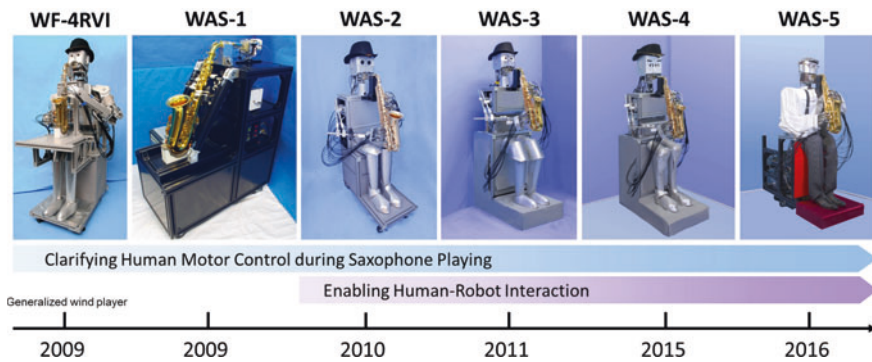 WF-4RVI WAS-1 WAS-2 WAS-3 WAS-4 WAS-5
Clarifying Human Motor Control during Saxophone Playing
Enabling Human-Robot Interaction
Generalized wind player
2009 2009 2010 2011 2015 2016